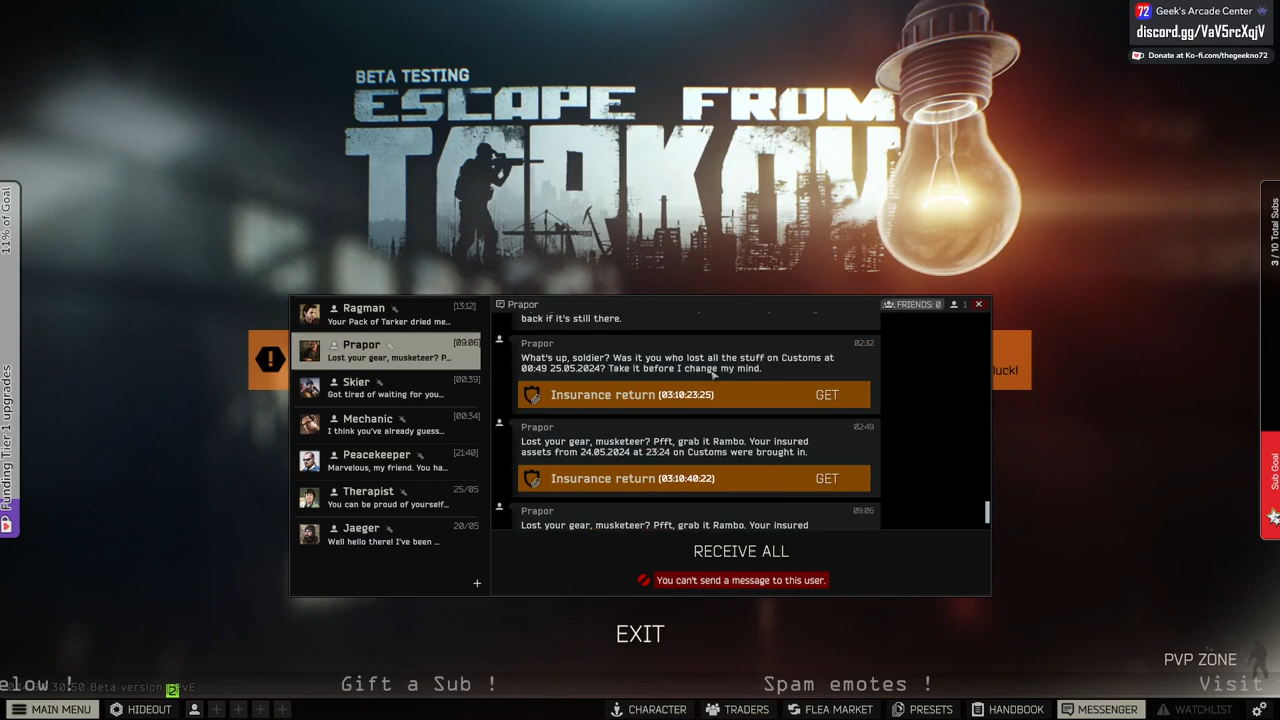 72 Geek's Arcade Center
discord.gg/VaV5rcXqjV
Donate at Ko-fi.com/thegeekno72
BETA TESTING
ESCAPE FROM
TARKOV
11% of Goal
Funding Tier 1 upgrades
3 / 10 Total Subs
Sub Goal
Ragman [13:12]
Your Pack of Tarker dried me...
Prapor [09:06]
Lost your gear, musketeer? P...
Skier [00:39]
Got tired of waiting for you...
Mechanic [00:34]
I think you've already guess...
Peacekeeper [21:40]
Marvelous, my friend. You ha...
Therapist 25/05
You can be proud of yourself...
Jaeger 20/05
Well hello there! I've been ...
+
Prapor
FRIENDS: 0
1
back if it's still there.
Prapor 02:32
What's up, soldier? Was it you who lost all the stuff on Customs at
00:49 25.05.2024? Take it before I change my mind.
Insurance return (03:10:23:25) GET
Prapor 02:49
Lost your gear, musketeer? Pfft, grab it Rambo. Your insured
assets from 24.05.2024 at 23:24 on Customs were brought in.
Insurance return (03:10:40:22) GET
Prapor 09:06
Lost your gear, musketeer? Pfft, grab it Rambo. Your insured
RECEIVE ALL
You can't send a message to this user.
luck!
EXIT
PVP ZONE
elow ! Gift a Sub ! Spam emotes ! Visit
Beta version
MAIN MENU HIDEOUT CHARACTER TRADERS FLEA MARKET PRESETS HANDBOOK MESSENGER WATCHLIST